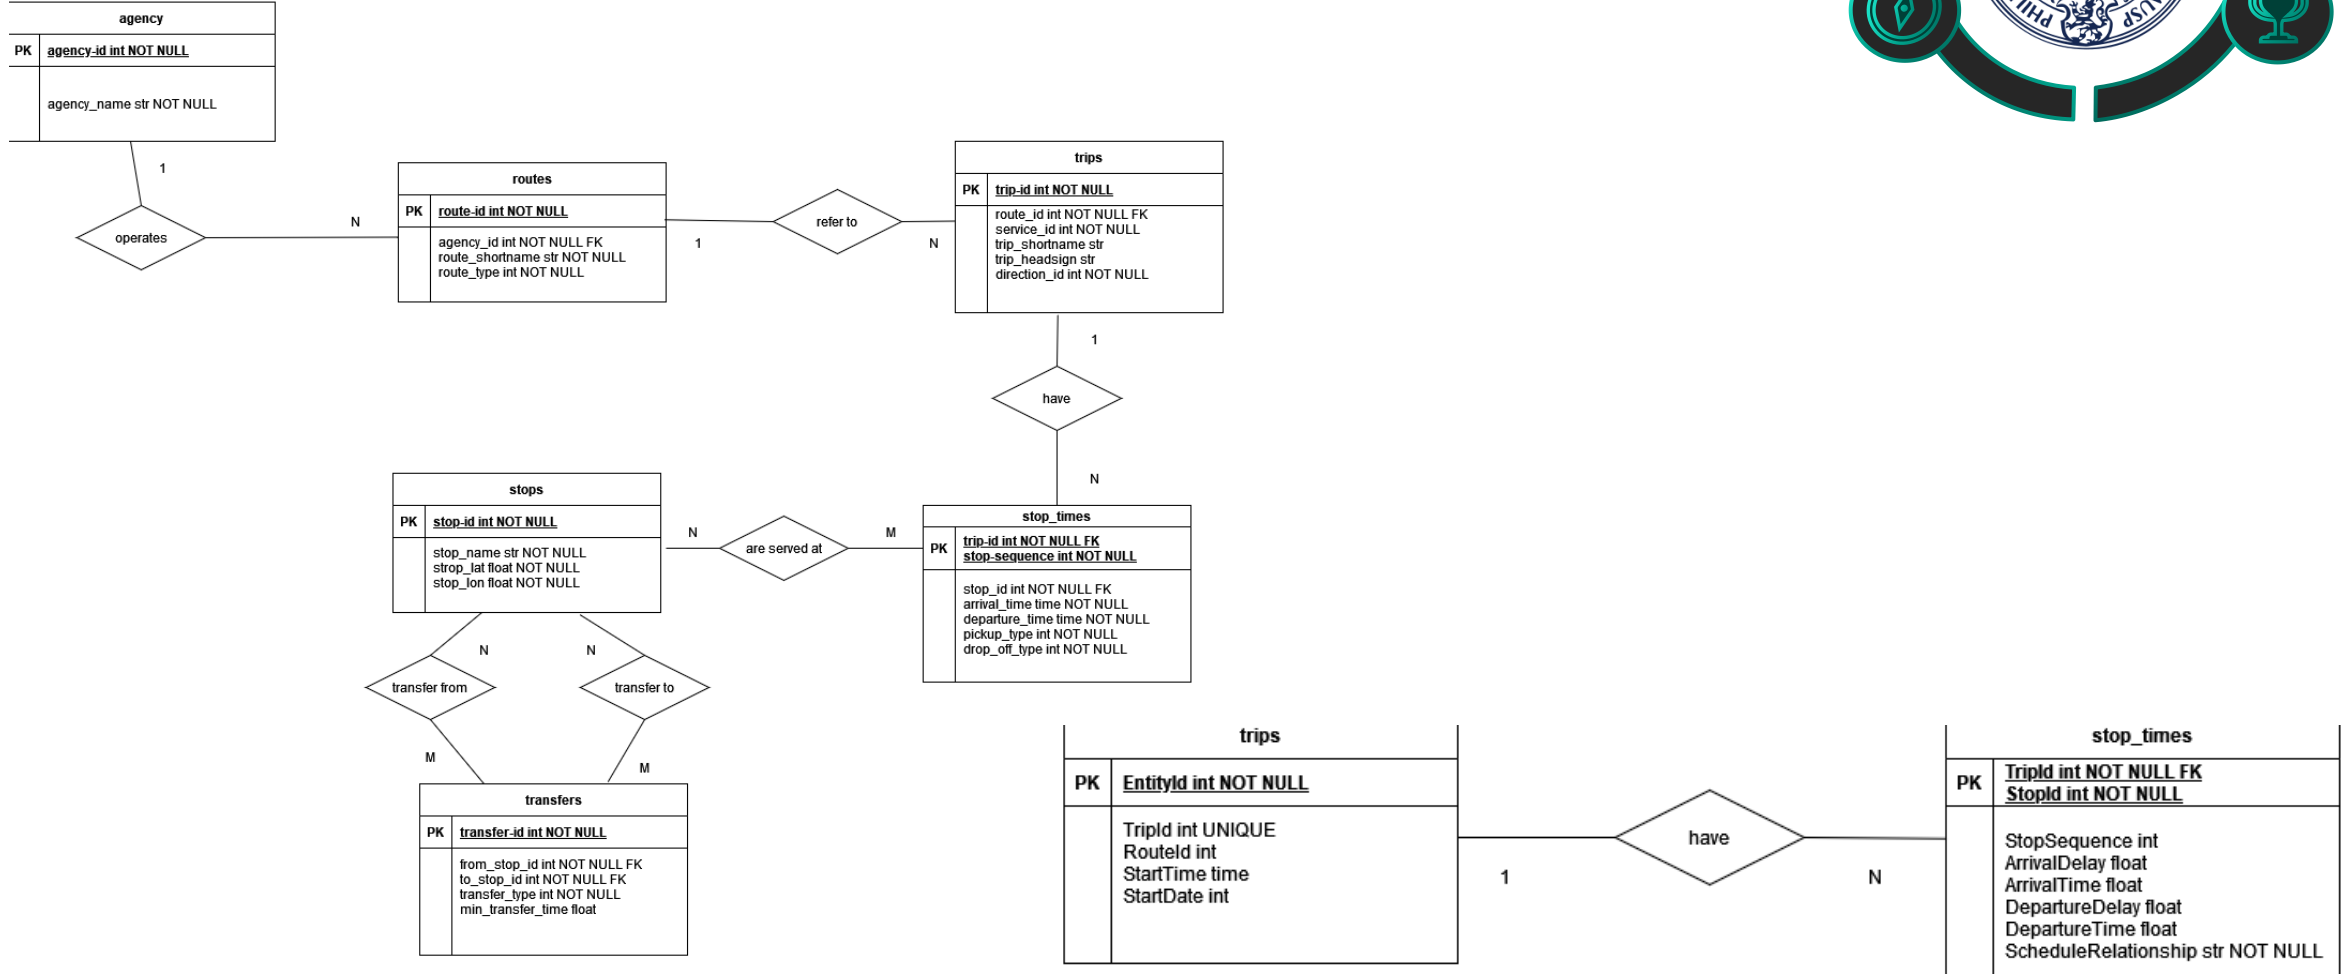 agency
PK agency-id int NOT NULL
agency_name str NOT NULL
1
operates
N
routes
PK route-id int NOT NULL
agency_id int NOT NULL FK
route_shortname str NOT NULL
route_type int NOT NULL
1
refer to
N
trips
PK trip-id int NOT NULL
route_id int NOT NULL FK
service_id int NOT NULL
trip_shortname str
trip_headsign str
direction_id int NOT NULL
1
have
N
stops
PK stop-id int NOT NULL
stop_name str NOT NULL
strop_lat float NOT NULL
stop_lon float NOT NULL
N
are served at
M
stop_times
PK trip-id int NOT NULL FK
stop-sequence int NOT NULL
stop_id int NOT NULL FK
arrival_time time NOT NULL
departure_time time NOT NULL
pickup_type int NOT NULL
drop_off_type int NOT NULL
N
N
transfer from
transfer to
M
M
transfers
PK transfer-id int NOT NULL
from_stop_id int NOT NULL FK
to_stop_id int NOT NULL FK
transfer_type int NOT NULL
min_transfer_time float
trips
PK EntityId int NOT NULL
TripId int UNIQUE
RouteId int
StartTime time
StartDate int
1
have
N
stop_times
PK TripId int NOT NULL FK
StopId int NOT NULL
StopSequence int
ArrivalDelay float
ArrivalTime float
DepartureDelay float
DepartureTime float
ScheduleRelationship str NOT NULL